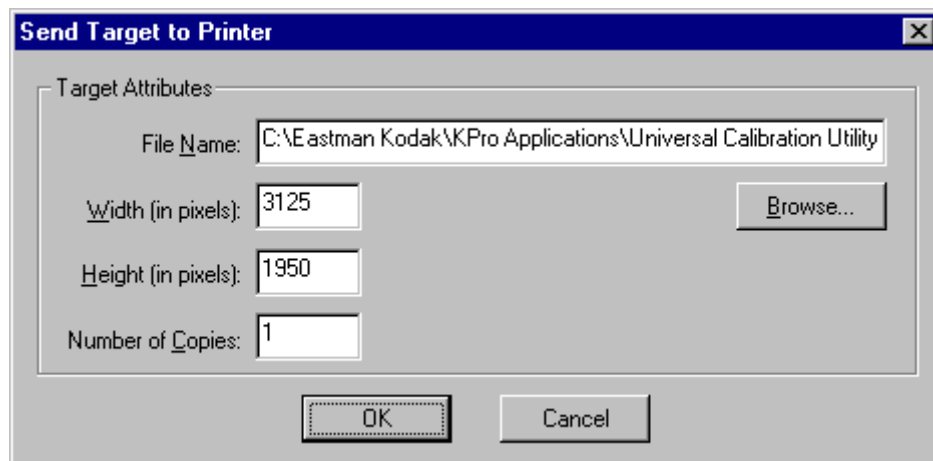 Send Target to Printer
Target Attributes
File Name: C:\Eastman Kodak\KPro Applications\Universal Calibration Utility
Width (in pixels): 3125
Browse...
Height (in pixels): 1950
Number of Copies: 1
OK Cancel